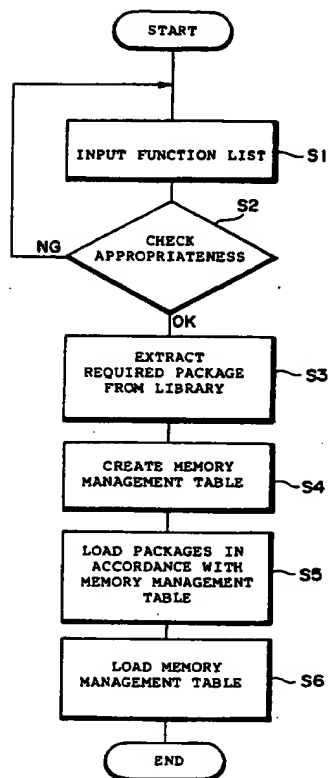 START
INPUT FUNCTION LIST
S1
S2
CHECK
APPROPRIATENESS
NG
OK
EXTRACT
REQUIRED PACKAGE
FROM LIBRARY
S3
CREATE MEMORY
MANAGEMENT TABLE
S4
LOAD PACKAGES IN
ACCORDANCE WITH
MEMORY MANAGEMENT
TABLE
S5
LOAD MEMORY
MANAGEMENT TABLE
S6
END